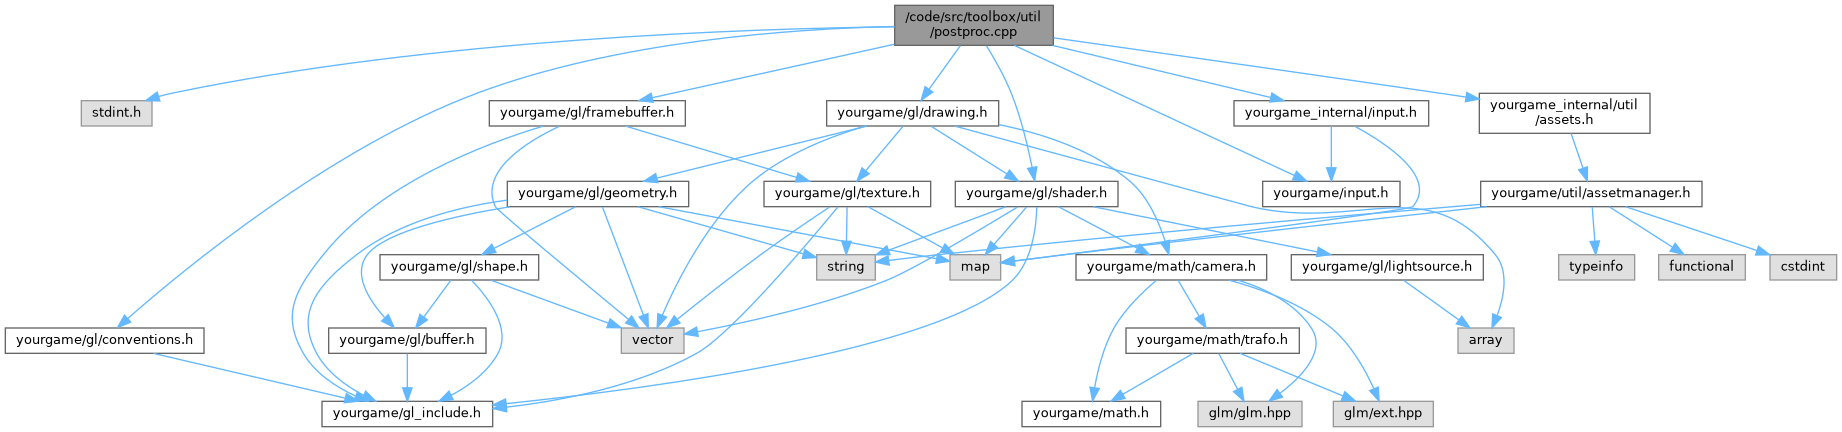 /code/src/toolbox/util
/postproc.cpp
stdint.h
yourgame/gl/framebuffer.h
yourgame/gl/drawing.h
yourgame_internal/input.h
yourgame_internal/util
/assets.h
yourgame/gl/geometry.h
yourgame/gl/texture.h
yourgame/gl/shader.h
yourgame/input.h
yourgame/util/assetmanager.h
yourgame/gl/shape.h
string
map
yourgame/math/camera.h
yourgame/gl/lightsource.h
typeinfo
functional
cstdint
yourgame/gl/conventions.h
yourgame/gl/buffer.h
vector
yourgame/math/trafo.h
array
yourgame/gl_include.h
yourgame/math.h
glm/glm.hpp
glm/ext.hpp